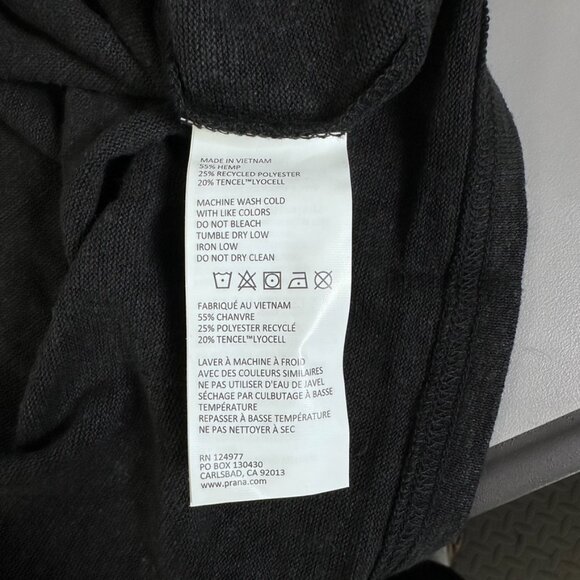 MADE IN VIETNAM
55% HEMP
25% RECYCLED POLYESTER
20% TENCEL™LYOCELL
MACHINE WASH COLD
WITH LIKE COLORS
DO NOT BLEACH
TUMBLE DRY LOW
IRON LOW
DO NOT DRY CLEAN
FABRIQUÉ AU VIETNAM
55% CHANVRE
25% POLYESTER RECYCLÉ
20% TENCEL™LYOCELL
LAVER À MACHINE À FROID
AVEC DES COULEURS SIMILAIRES
NE PAS UTILISER D'EAU DE JAVEL
SÉCHAGE PAR CULBUTAGE À BASSE
TEMPÉRATURE
REPASSER À BASSE TEMPÉRATURE
NE PAS NETTOYER À SEC
RN 124977
PO BOX 130430
CARLSBAD, CA 92013
www.prana.com